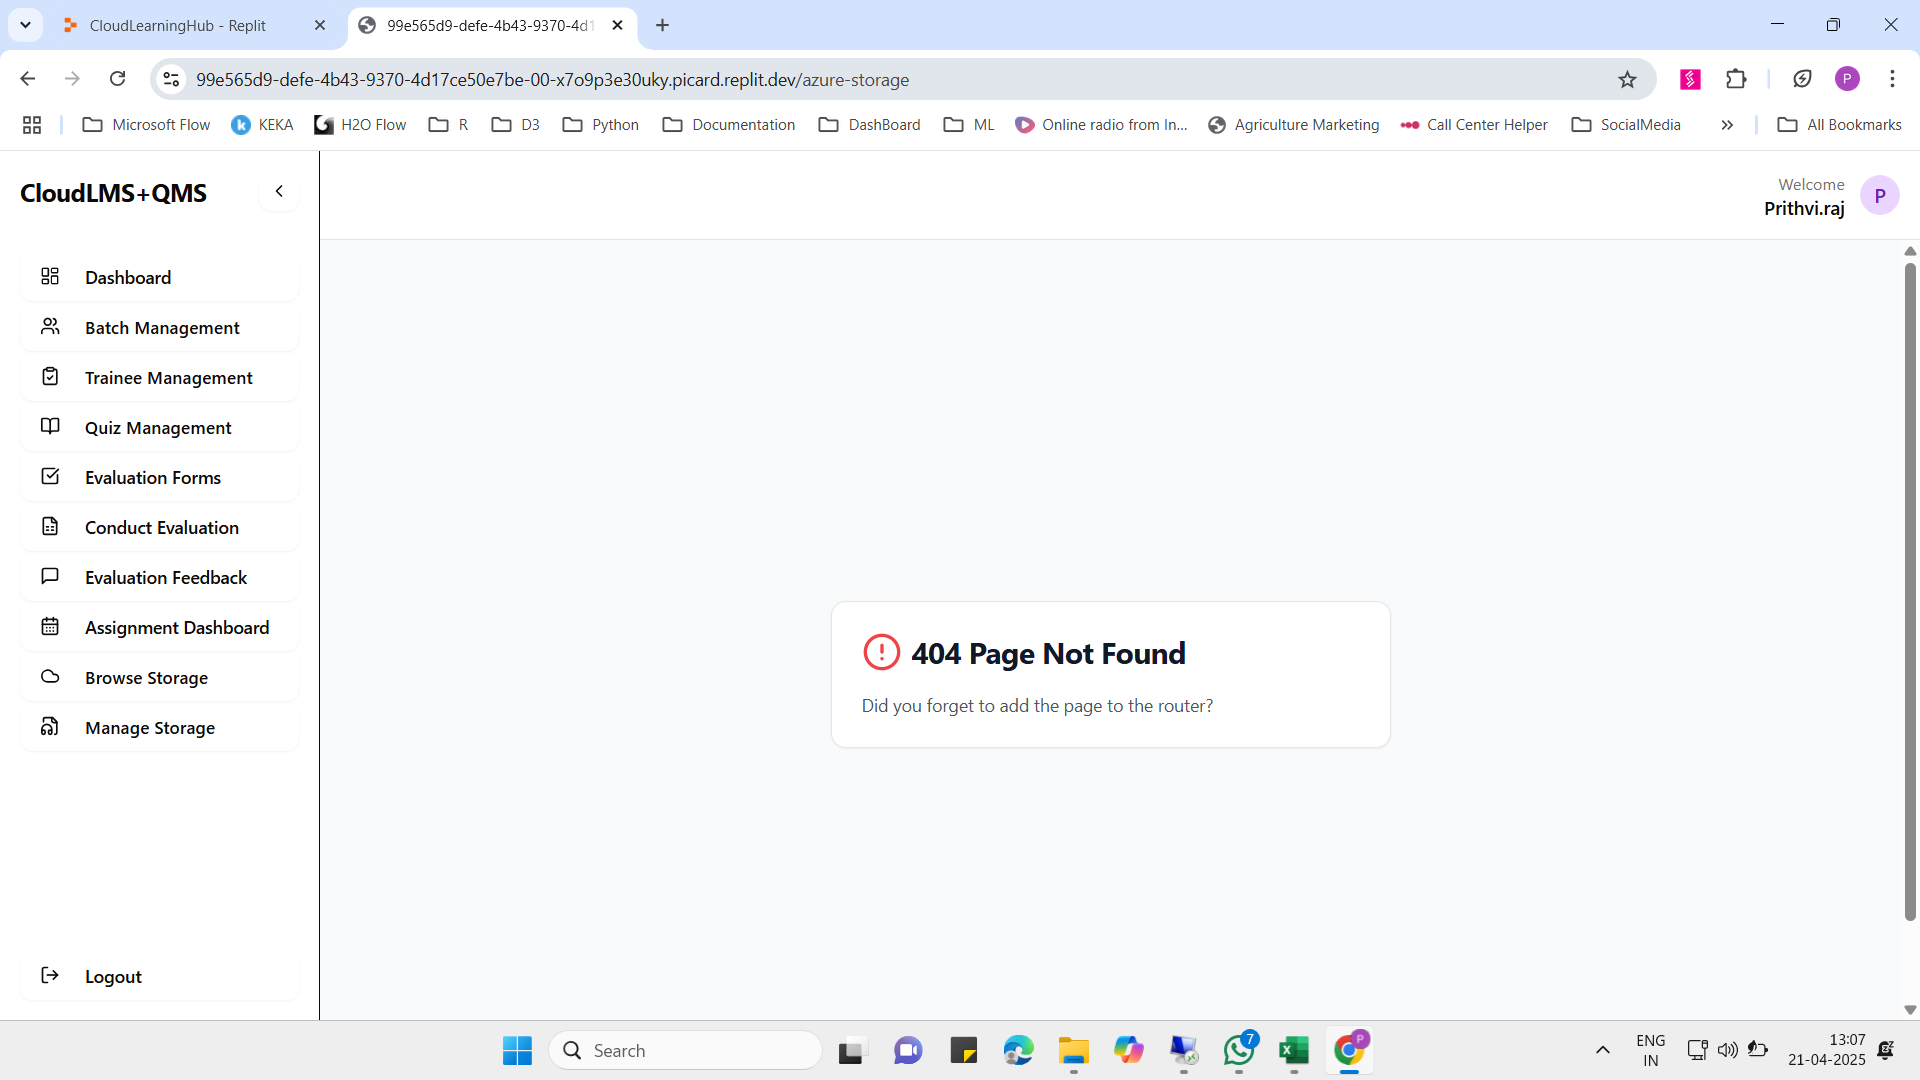 CloudLearningHub - Replit
99e565d9-defe-4b43-9370-4d1
99e565d9-defe-4b43-9370-4d17ce50e7be-00-x7o9p3e30uky.picard.replit.dev/azure-storage
P
Microsoft Flow
KEKA
H2O Flow
R
D3
Python
Documentation
DashBoard
ML
Online radio from In...
Agriculture Marketing
Call Center Helper
SocialMedia
All Bookmarks
CloudLMS+QMS
Welcome
Prithvi.raj
P
Dashboard
Batch Management
Trainee Management
Quiz Management
Evaluation Forms
Conduct Evaluation
Evaluation Feedback
Assignment Dashboard
Browse Storage
Manage Storage
Logout
404 Page Not Found
Did you forget to add the page to the router?
Search
7
P
ENG
IN
13:07
21-04-2025